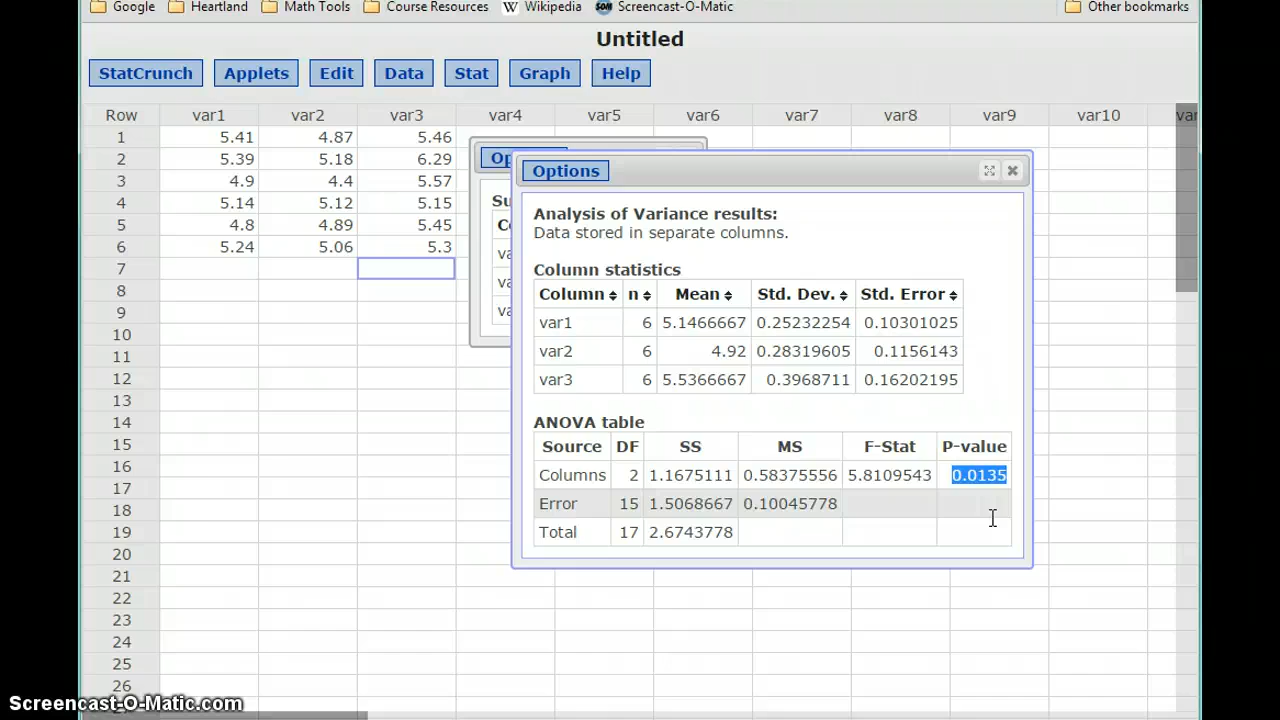 Google Heartland Math Tools Course Resources Wikipedia Screencast-O-Matic Other bookmarks
Untitled
StatCrunch Applets Edit Data Stat Graph Help
Row var1 var2 var3 var4 var5 var6 var7 var8 var9 var10
1 5.41 4.87 5.46
2 5.39 5.18 6.29
3 4.9 4.4 5.57
4 5.14 5.12 5.15
5 4.8 4.89 5.45
6 5.24 5.06 5.3
7
8
9
10
11
12
13
14
15
16
17
18
19
20
21
22
23
24
25
26
Options
Analysis of Variance results:
Data stored in separate columns.
Column statistics
Column n Mean Std. Dev. Std. Error
var1 6 5.1466667 0.25232254 0.10301025
var2 6 4.92 0.28319605 0.1156143
var3 6 5.5366667 0.3968711 0.16202195
ANOVA table
Source DF SS MS F-Stat P-value
Columns 2 1.1675111 0.58375556 5.8109543 0.0135
Error 15 1.5068667 0.10045778
Total 17 2.6743778
Screencast-O-Matic.com